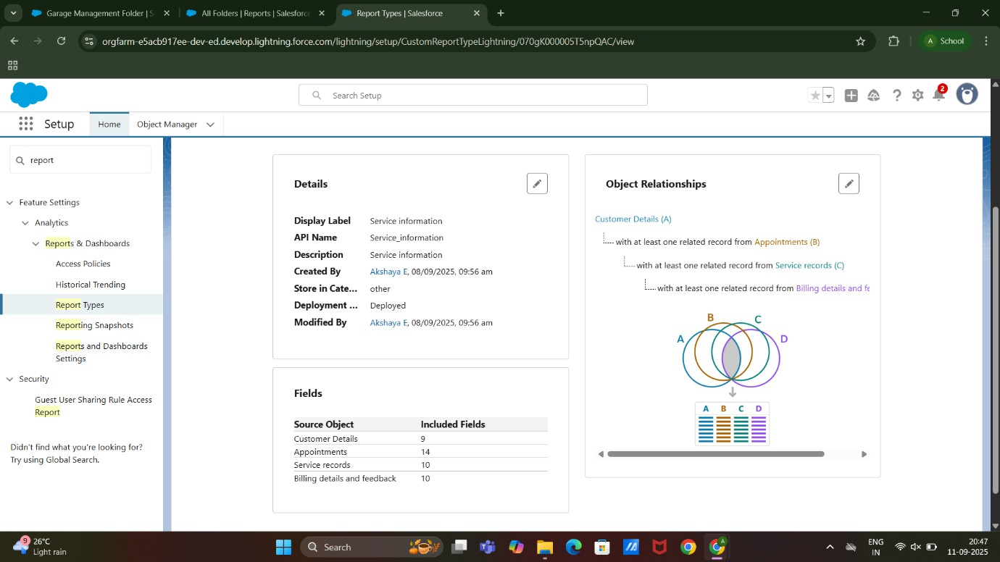 Garage Management Folder | S
All Folders | Reports | Salesforce
Report Types | Salesforce
orgfarm-e5acb917ee-dev-ed.develop.lightning.force.com/lightning/setup/CustomReportTypeLightning/070gK000005T5npQAC/view
A School
Search Setup
2
Setup
Home
Object Manager
report
Feature Settings
Analytics
Reports & Dashboards
Access Policies
Historical Trending
Report Types
Reporting Snapshots
Reports and Dashboards
Settings
Security
Guest User Sharing Rule Access
Report
Didn't find what you're looking for?
Try using Global Search.
Details
Display Label Service information
API Name Service_information
Description Service information
Created By Akshaya E, 08/09/2025, 09:56 am
Store in Cate... other
Deployment ... Deployed
Modified By Akshaya E, 08/09/2025, 09:56 am
Fields
Source Object Included Fields
Customer Details 9
Appointments 14
Service records 10
Billing details and feedback 10
Object Relationships
Customer Details (A)
with at least one related record from Appointments (B)
with at least one related record from Service records (C)
with at least one related record from Billing details and fe
B C
A D
A B C D
9
26°C
Light rain
Search
A
ENG
IN
20:47
11-09-2025